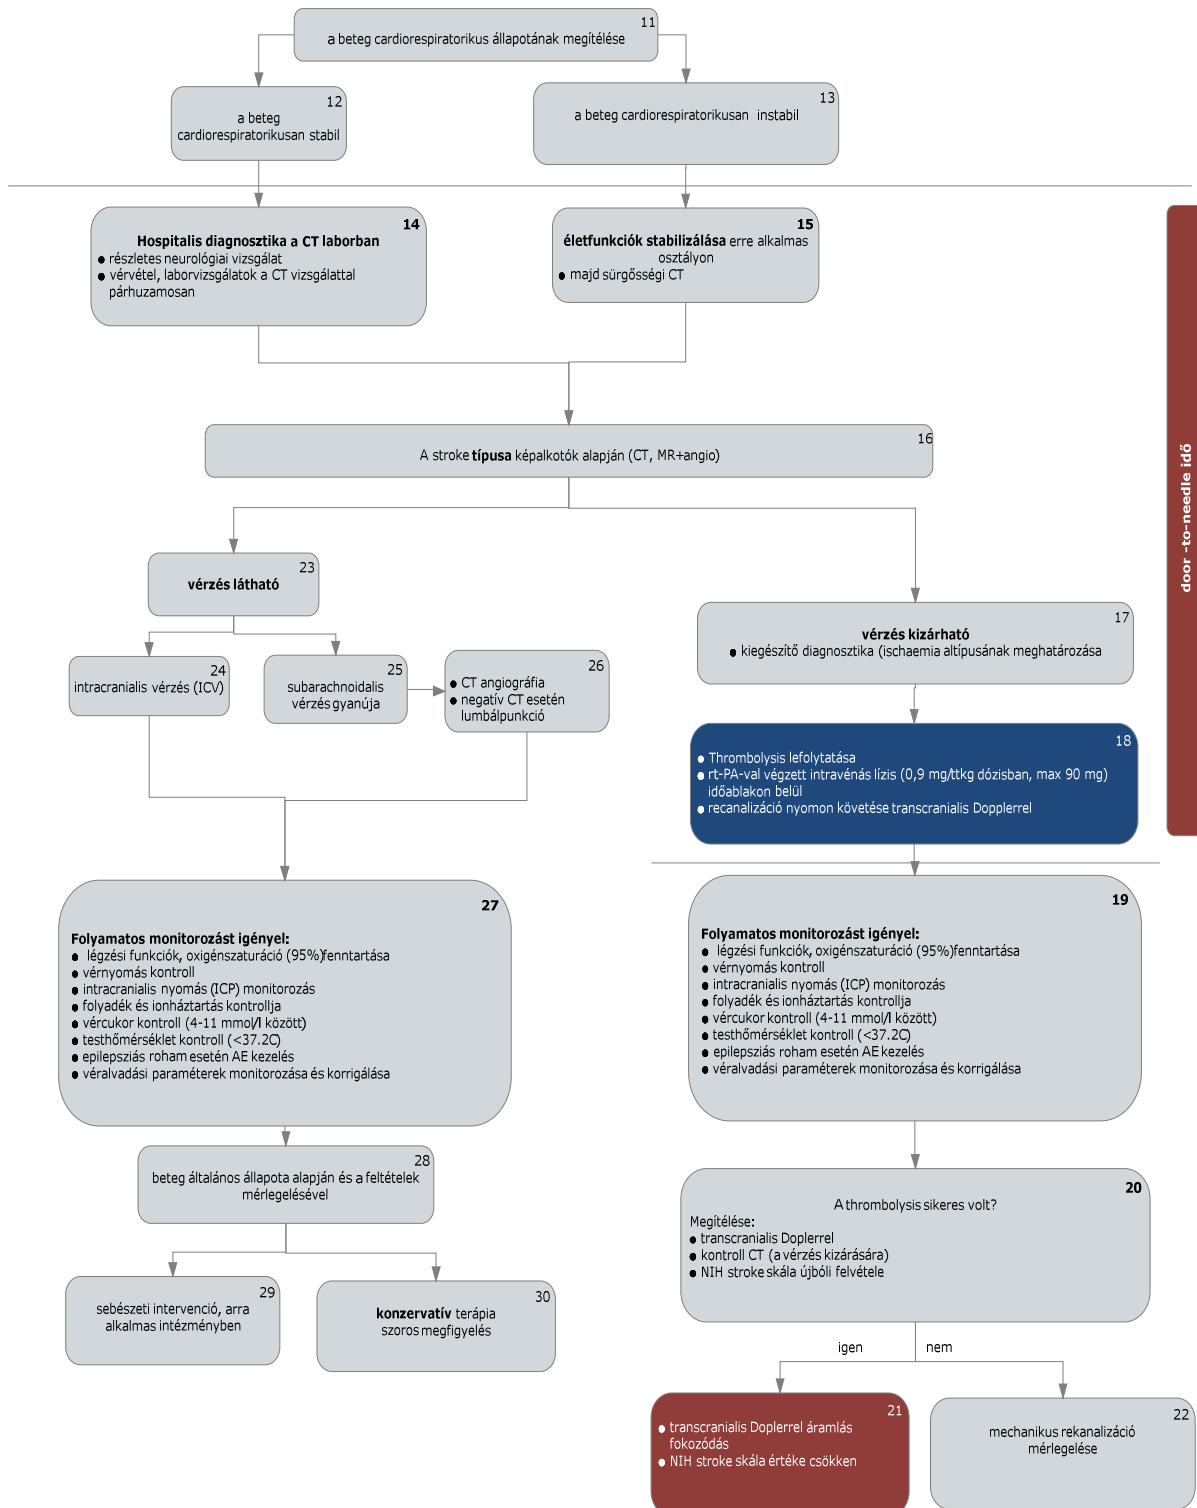 11
a beteg cardiorespiratorikus állapotának megítélése
12
a beteg
cardiorespiratorikusan stabil
13
a beteg cardiorespiratorikusan instabil
14
Hospitalis diagnosztika a CT laborban
● részletes neurológiai vizsgálat
● vérvétel, laborvizsgálatok a CT vizsgálattal
párhuzamosan
15
életfunkciók stabilizálása erre alkalmas
osztályon
● majd sürgősségi CT
door -to-needle idő
16
A stroke típusa képalkotók alapján (CT, MR+angio)
23
vérzés látható
17
vérzés kizárható
● kiegészítő diagnosztika (ischaemia altípusának meghatározása
24
intracranialis vérzés (ICV)
25
subarachnoidalis
vérzés gyanúja
26
● CT angiográfia
● negatív CT esetén
lumbálpunkció
18
● Thrombolysis lefolytatása
● rt-PA-val végzett intravénás lízis (0,9 mg/ttkg dózisban, max 90 mg)
időablakon belül
● recanalizáció nyomon követése transcranialis Dopplerrel
27
Folyamatos monitorozást igényel:
● légzési funkciók, oxigénszaturáció (95%)fenntartása
● vérnyomás kontroll
● intracranialis nyomás (ICP) monitorozás
● folyadék és ionháztartás kontrollja
● vércukor kontroll (4-11 mmol/l között)
● testhőmérséklet kontroll (<37.2C)
● epilepsziás roham esetén AE kezelés
● véralvadási paraméterek monitorozása és korrigálása
19
Folyamatos monitorozást igényel:
● légzési funkciók, oxigénszaturáció (95%)fenntartása
● vérnyomás kontroll
● intracranialis nyomás (ICP) monitorozás
● folyadék és ionháztartás kontrollja
● vércukor kontroll (4-11 mmol/l között)
● testhőmérséklet kontroll (<37.2C)
● epilepsziás roham esetén AE kezelés
● véralvadási paraméterek monitorozása és korrigálása
28
beteg általános állapota alapján és a feltételek
mérlegelésével
20
A thrombolysis sikeres volt?
Megítélése:
● transcranialis Doplerrel
● kontroll CT (a vérzés kizárására)
● NIH stroke skála újbóli felvétele
29
sebészeti intervenció, arra
alkalmas intézményben
30
konzervatív terápia
szoros megfigyelés
igen
nem
21
● transcranialis Doplerrel áramlás
fokozódás
● NIH stroke skála értéke csökken
22
mechanikus rekanalizáció
mérlegelése